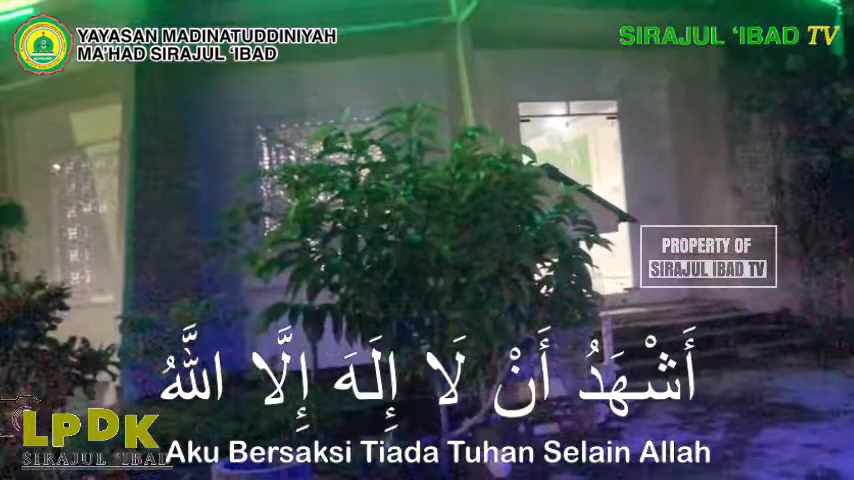 YAYASAN MADINATUDDINIYAH
MA'HAD SIRAJUL 'IBAD
SIRAJUL 'IBAD TV
PROPERTY OF
SIRAJUL IBAD TV
أَشْهَدُ أَنْ لَا إِلَهَ إِلَّا اللَّهُ
Aku Bersaksi Tiada Tuhan Selain Allah
LPDK
SIRAJUL 'IBAD